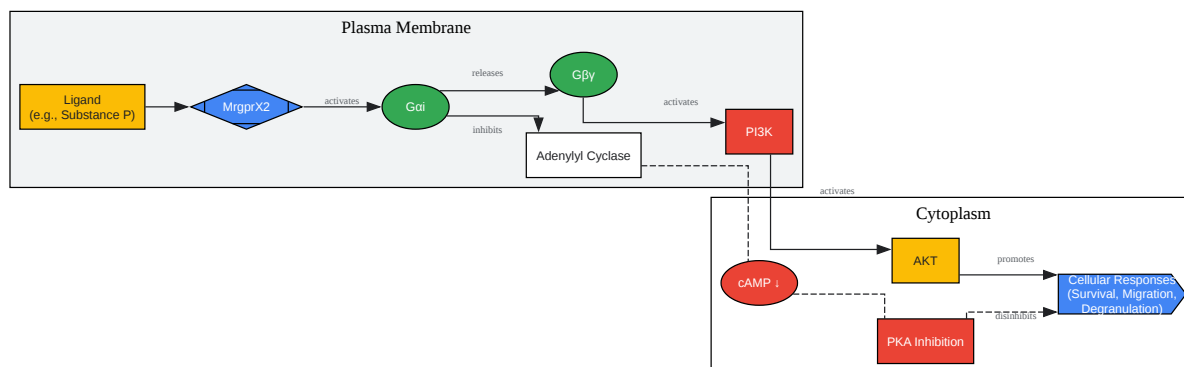 Plasma Membrane
Ligand
(e.g., Substance P)
MrgprX2
activates
Gαi
releases
Gβγ
inhibits
Adenylyl Cyclase
activates
PI3K
activates
Cytoplasm
AKT
promotes
cAMP ↓
Cellular Responses
(Survival, Migration,
Degranulation)
disinhibits
PKA Inhibition